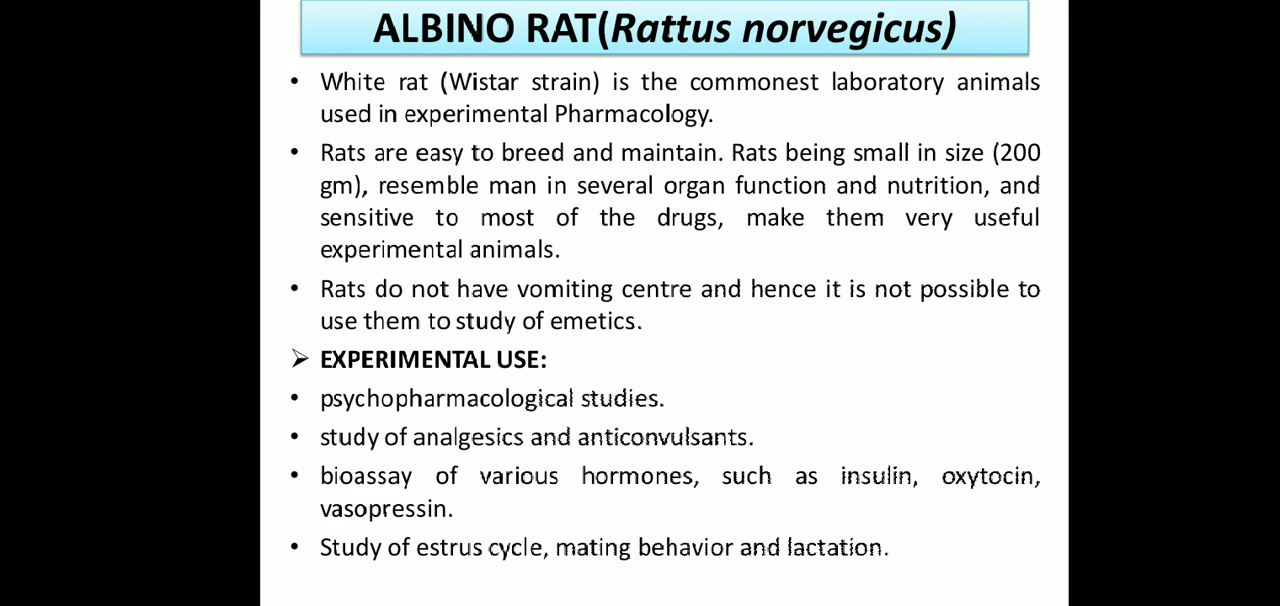 ALBINO RAT(Rattus norvegicus)
• White rat (Wistar strain) is the commonest laboratory animals
used in experimental Pharmacology.
• Rats are easy to breed and maintain. Rats being small in size (200
gm), resemble man in several organ function and nutrition, and
sensitive to most of the drugs, make them very useful
experimental animals.
• Rats do not have vomiting centre and hence it is not possible to
use them to study of emetics.
➢ EXPERIMENTAL USE:
• psychopharmacological studies.
• study of analgesics and anticonvulsants.
• bioassay of various hormones, such as insulin, oxytocin,
vasopressin.
• Study of estrus cycle, mating behavior and lactation.